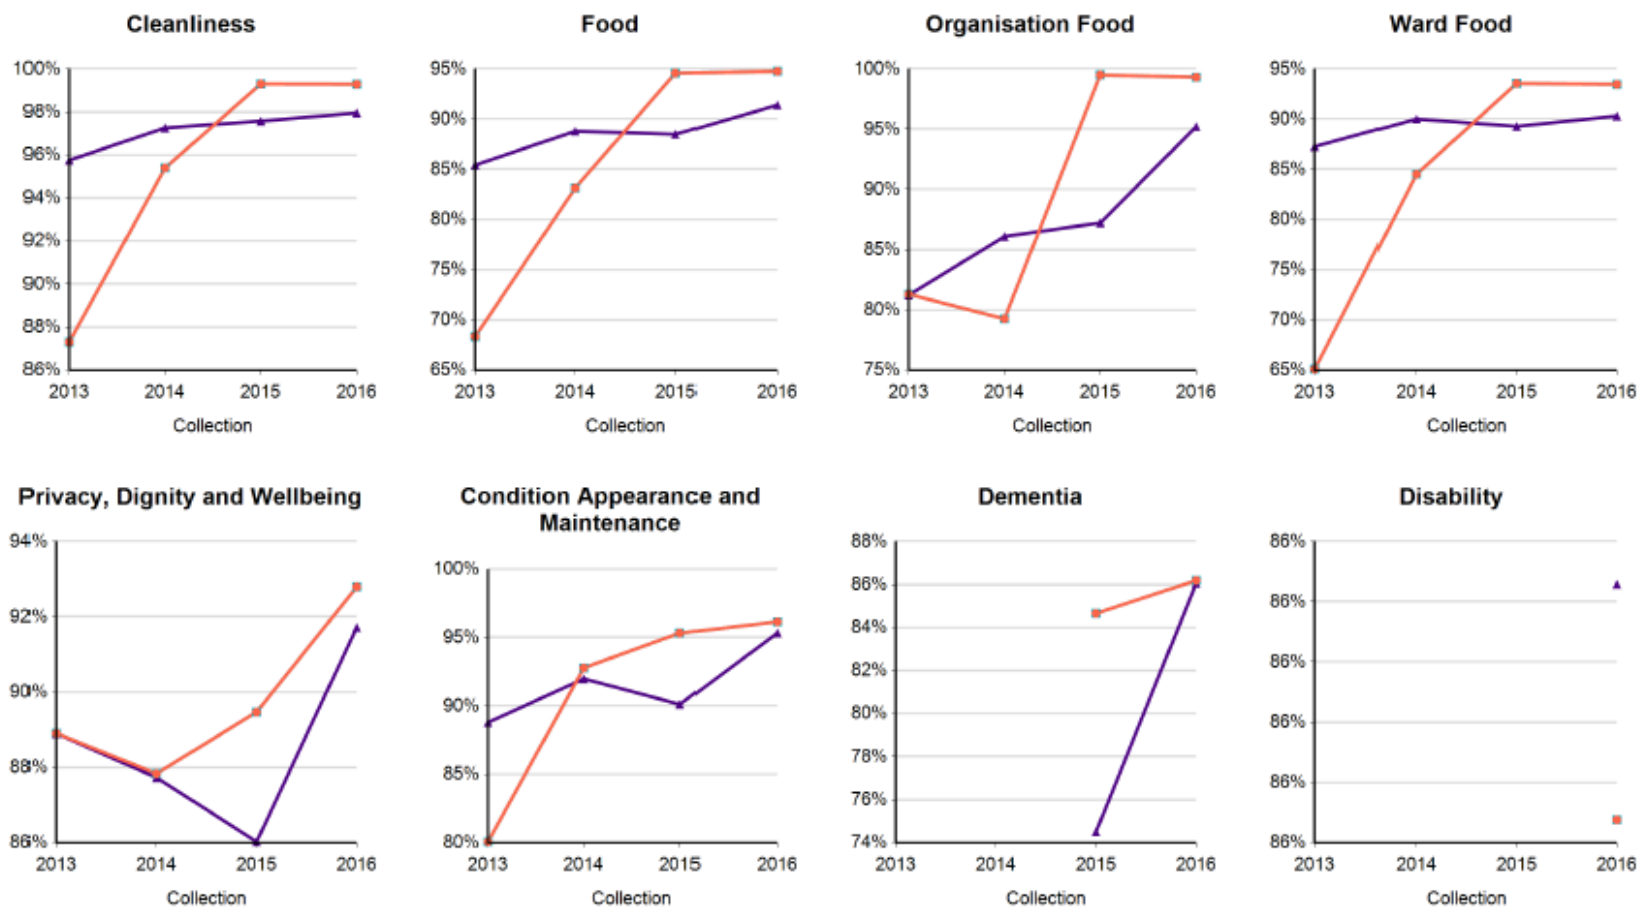 Cleanliness
100%
98%
96%
94%
92%
90%
88%
86%
2013 2014 2015 2016
Collection
Food
95%
90%
85%
80%
75%
70%
65%
2013 2014 2015 2016
Collection
Organisation Food
100%
95%
90%
85%
80%
75%
2013 2014 2015 2016
Collection
Ward Food
95%
90%
85%
80%
75%
70%
65%
2013 2014 2015 2016
Collection
Privacy, Dignity and Wellbeing
94%
92%
90%
88%
86%
2013 2014 2015 2016
Collection
Condition Appearance and
Maintenance
100%
95%
90%
85%
80%
2013 2014 2015 2016
Collection
Dementia
88%
86%
84%
82%
80%
78%
76%
74%
2013 2014 2015 2016
Collection
Disability
86%
86%
86%
86%
86%
86%
2013 2014 2015 2016
Collection